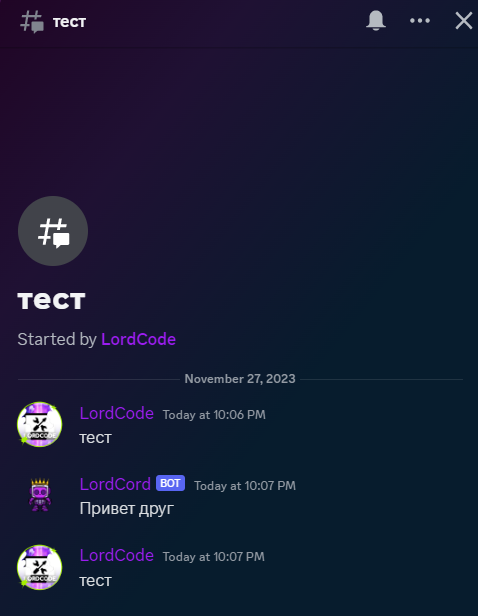 тест
тест
Started by LordCode
November 27, 2023
LordCode Today at 10:06 PM
тест
LordCord BOT Today at 10:07 PM
Привет друг
LordCode Today at 10:07 PM
тест